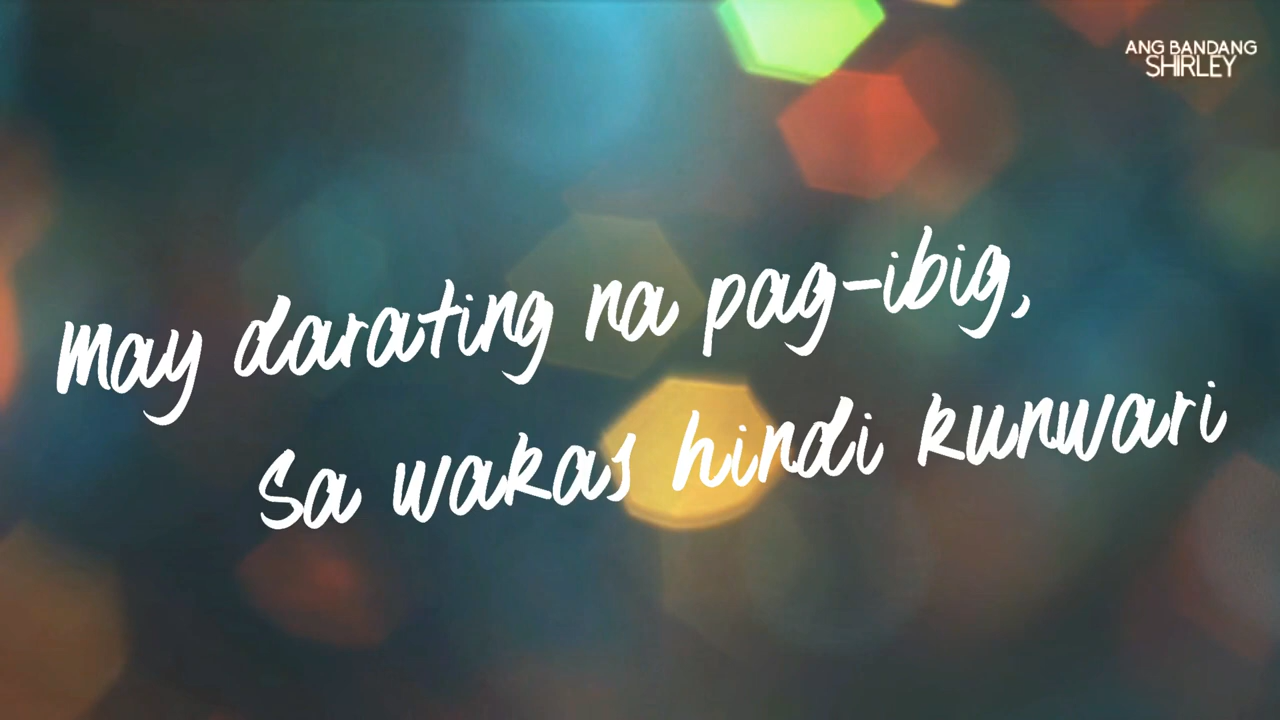 ANG BANDANG
SHIRLEY
May darating na pag-ibig,
Sa wakas hindi kunwari